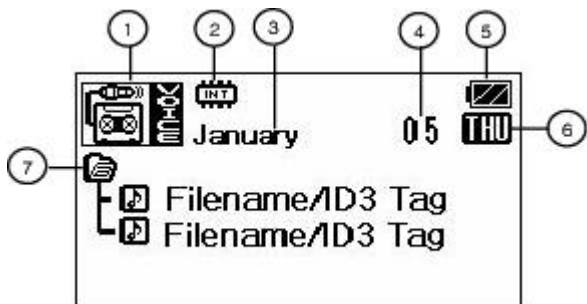 1 2 3 4 5
VOICE INT
January 05 THU 6
7
Filename/ID3 Tag
Filename/ID3 Tag